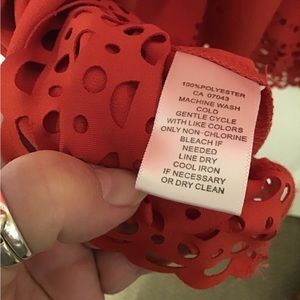 100%POLYESTER
CA 07043
MACHINE WASH
COLD
GENTLE CYCLE
WITH LIKE COLORS
ONLY NON-CHLORINE
BLEACH IF
NEEDED
LINE DRY
COOL IRON
IF NECESSARY
OR DRY CLEAN